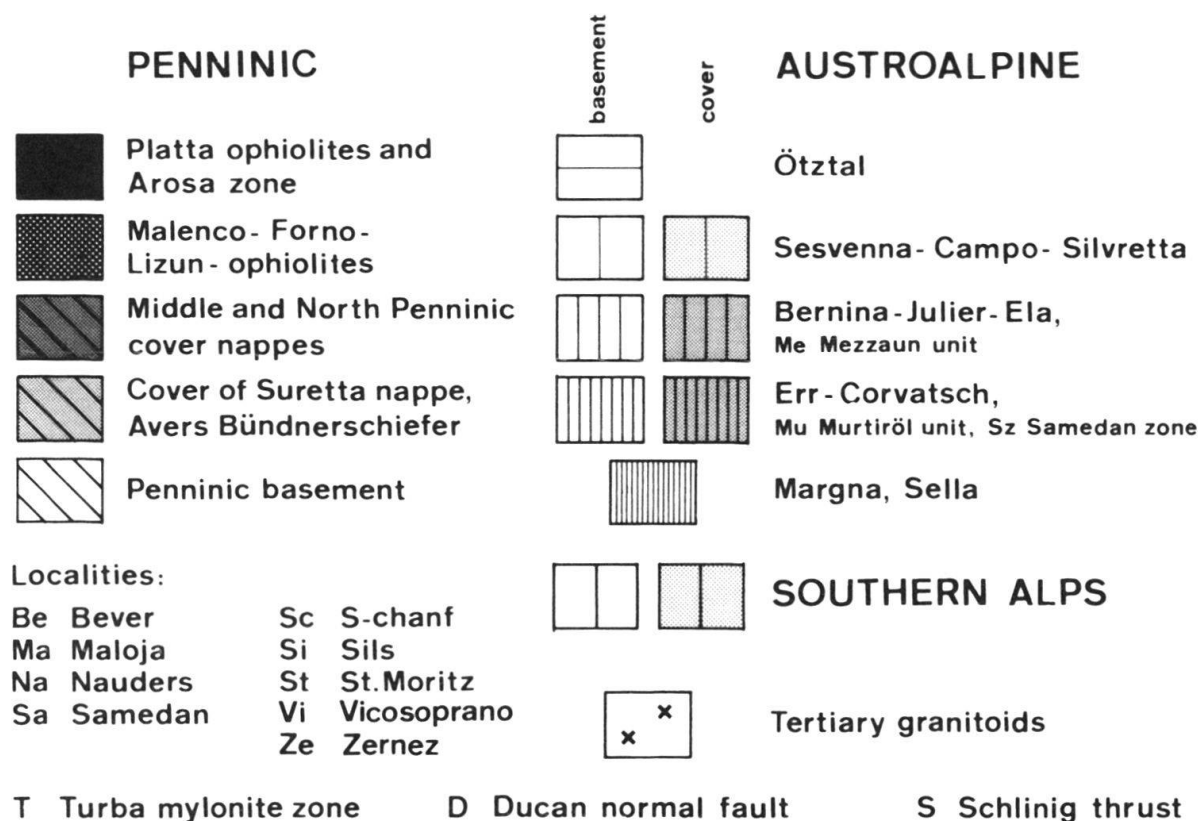 PENNINIC
Platta ophiolites and
Arosa zone
Malenco - Forno -
Lizun - ophiolites
Middle and North Penninic
cover nappes
Cover of Suretta nappe,
Avers Bündnerschiefer
Penninic basement
basement
cover
AUSTROALPINE
Ötztal
Sesvenna - Campo - Silvretta
Bernina - Julier - Ela,
Me Mezzaun unit
Err - Corvatsch,
Mu Murtiröl unit, Sz Samedan zone
Margna, Sella
SOUTHERN ALPS
Tertiary granitoids
Localities:
Be Bever
Ma Maloja
Na Nauders
Sa Samedan
Sc S-chanf
Si Sils
St St. Moritz
Vi Vicosoprano
Ze Zernez
T Turba mylonite zone D Ducan normal fault S Schlinig thrust